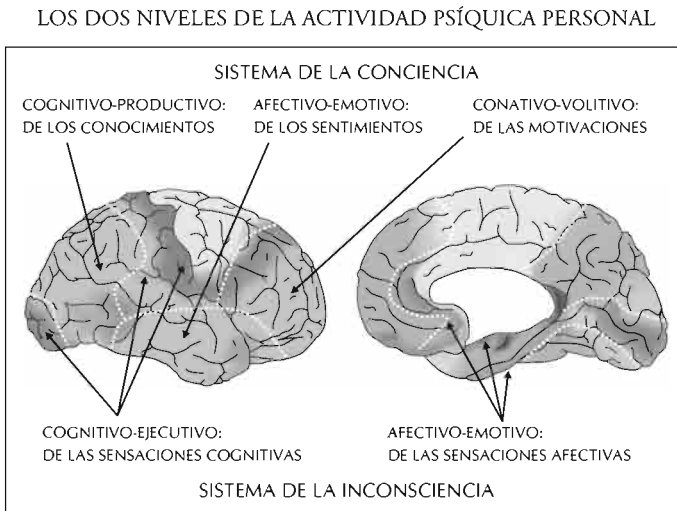 LOS DOS NIVELES DE LA ACTIVIDAD PSÍQUICA PERSONAL
SISTEMA DE LA CONCIENCIA
COGNITIVO-PRODUCTIVO:
DE LOS CONOCIMIENTOS
AFECTIVO-EMOTIVO:
DE LOS SENTIMIENTOS
CONATIVO-VOLITIVO:
DE LAS MOTIVACIONES
COGNITIVO-EJECUTIVO:
DE LAS SENSACIONES COGNITIVAS
AFECTIVO-EMOTIVO:
DE LAS SENSACIONES AFECTIVAS
SISTEMA DE LA INCONSCIENCIA